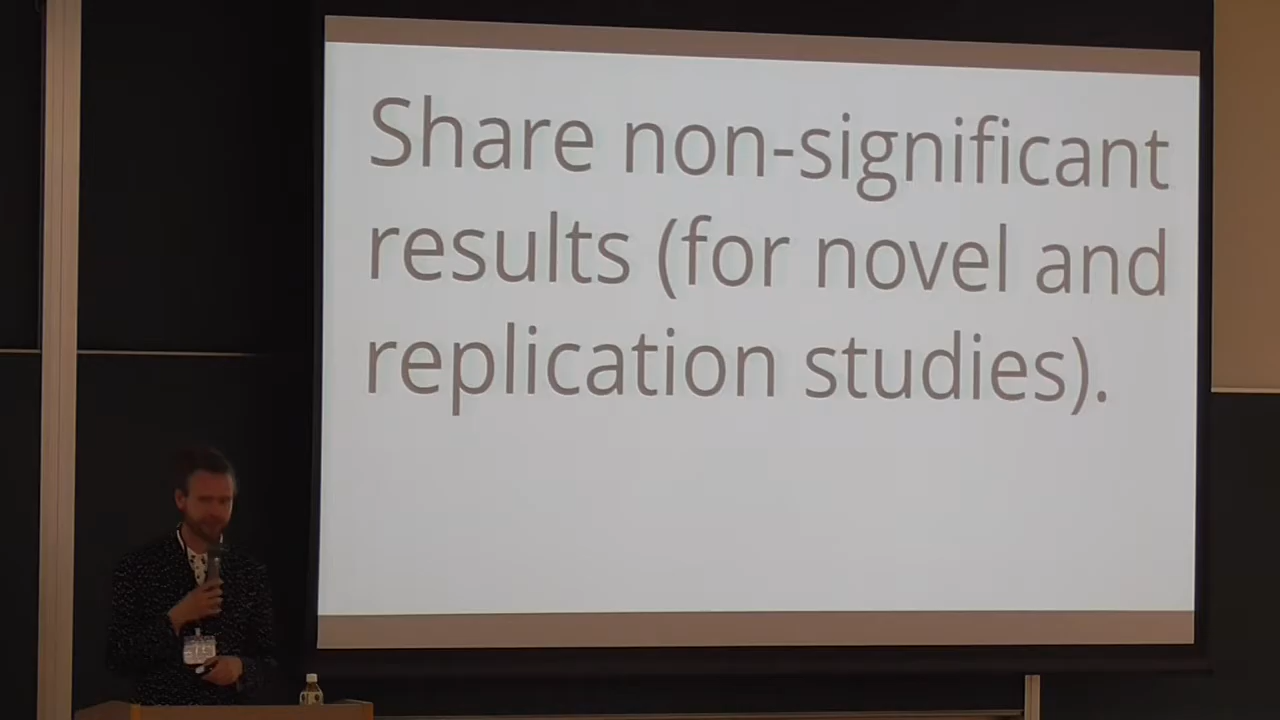 Share non-significant
results (for novel and
replication studies).